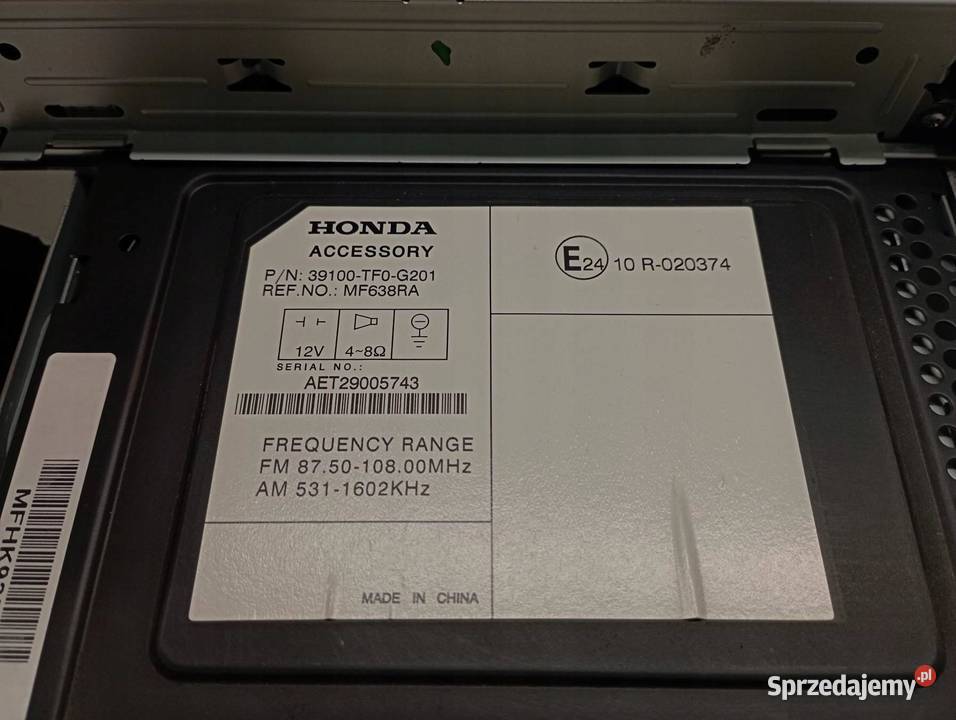 HONDA
ACCESSORY
P/N: 39100-TF0-G201
REF.NO.: MF638RA
12V
4~8Ω
SERIAL NO.:
AET29005743
FREQUENCY RANGE
FM 87.50-108.00MHz
AM 531-1602KHz
MADE IN CHINA
E24 10 R-020374
Sprzedajemy.pl